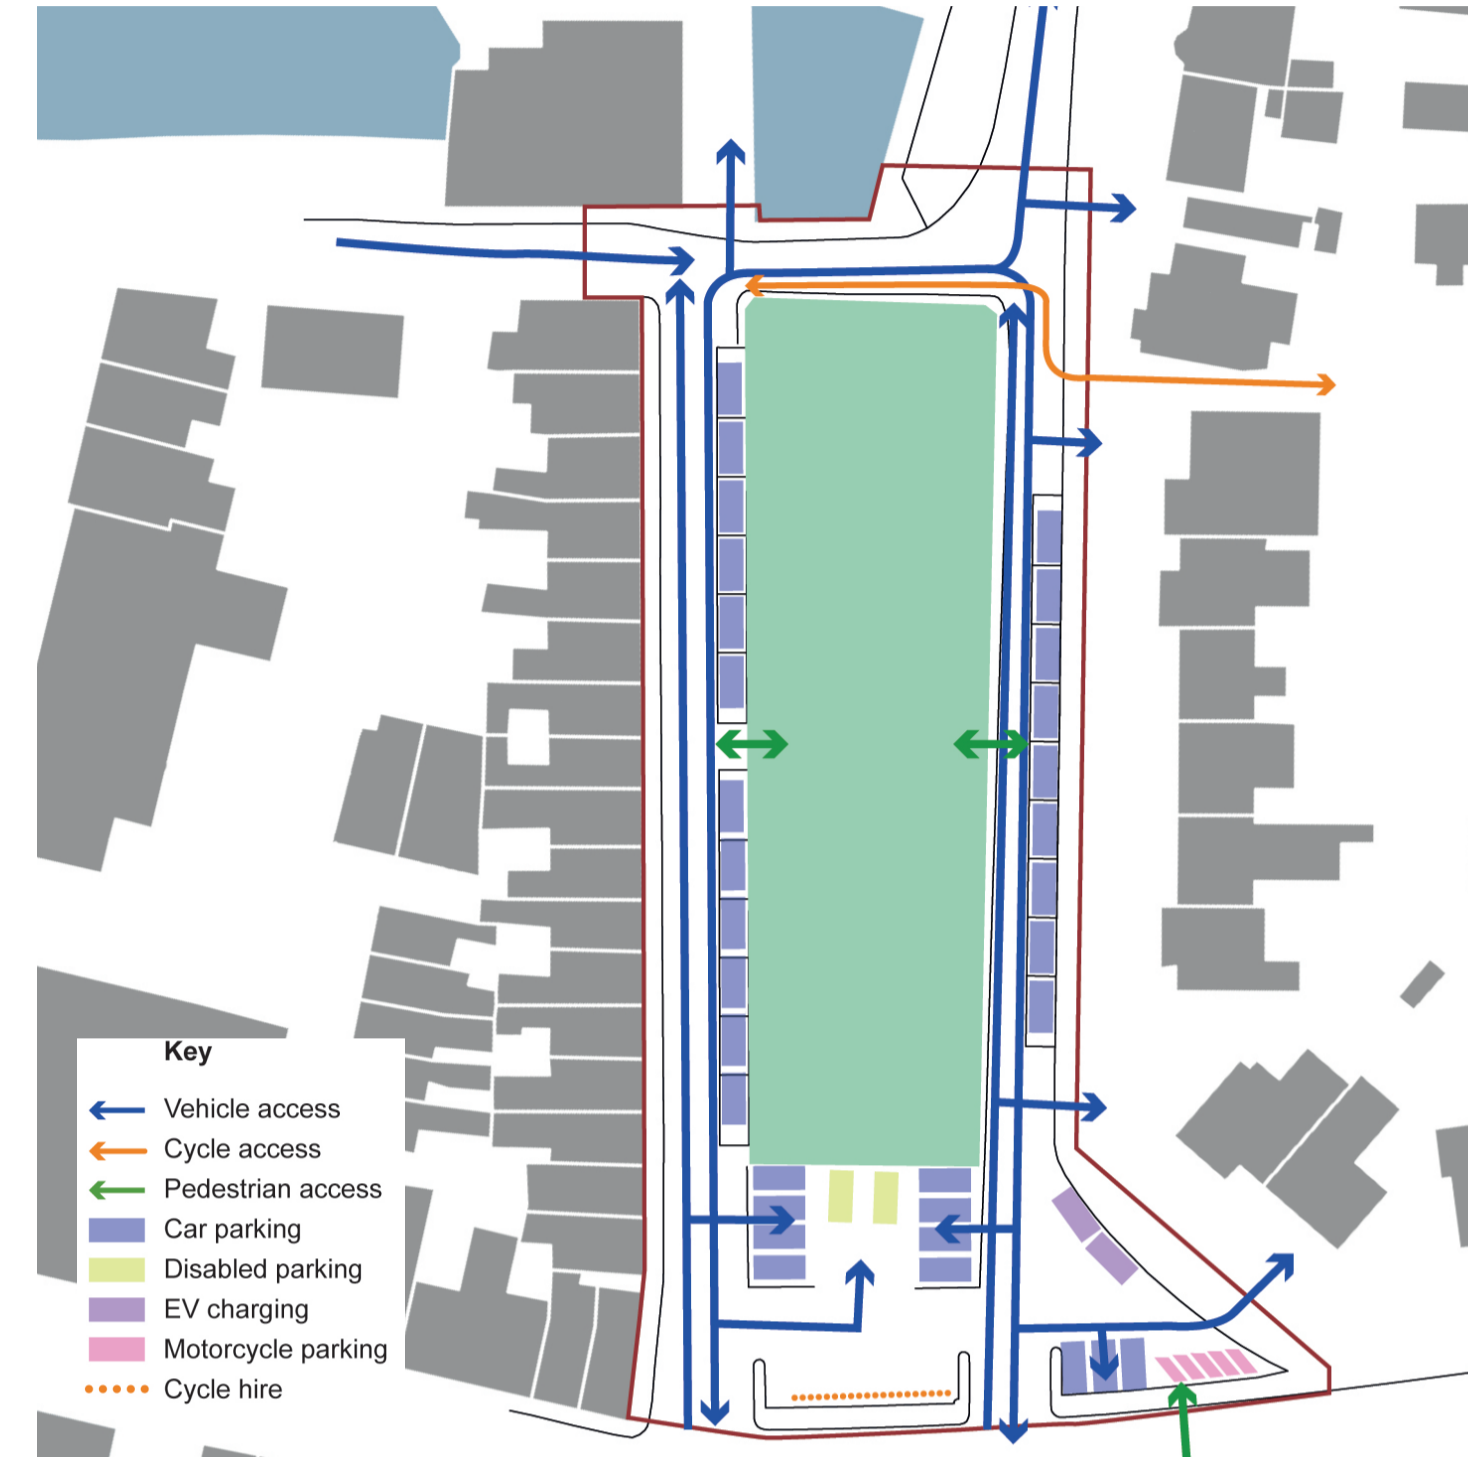 Key
Vehicle access
Cycle access
Pedestrian access
Car parking
Disabled parking
EV charging
Motorcycle parking
Cycle hire